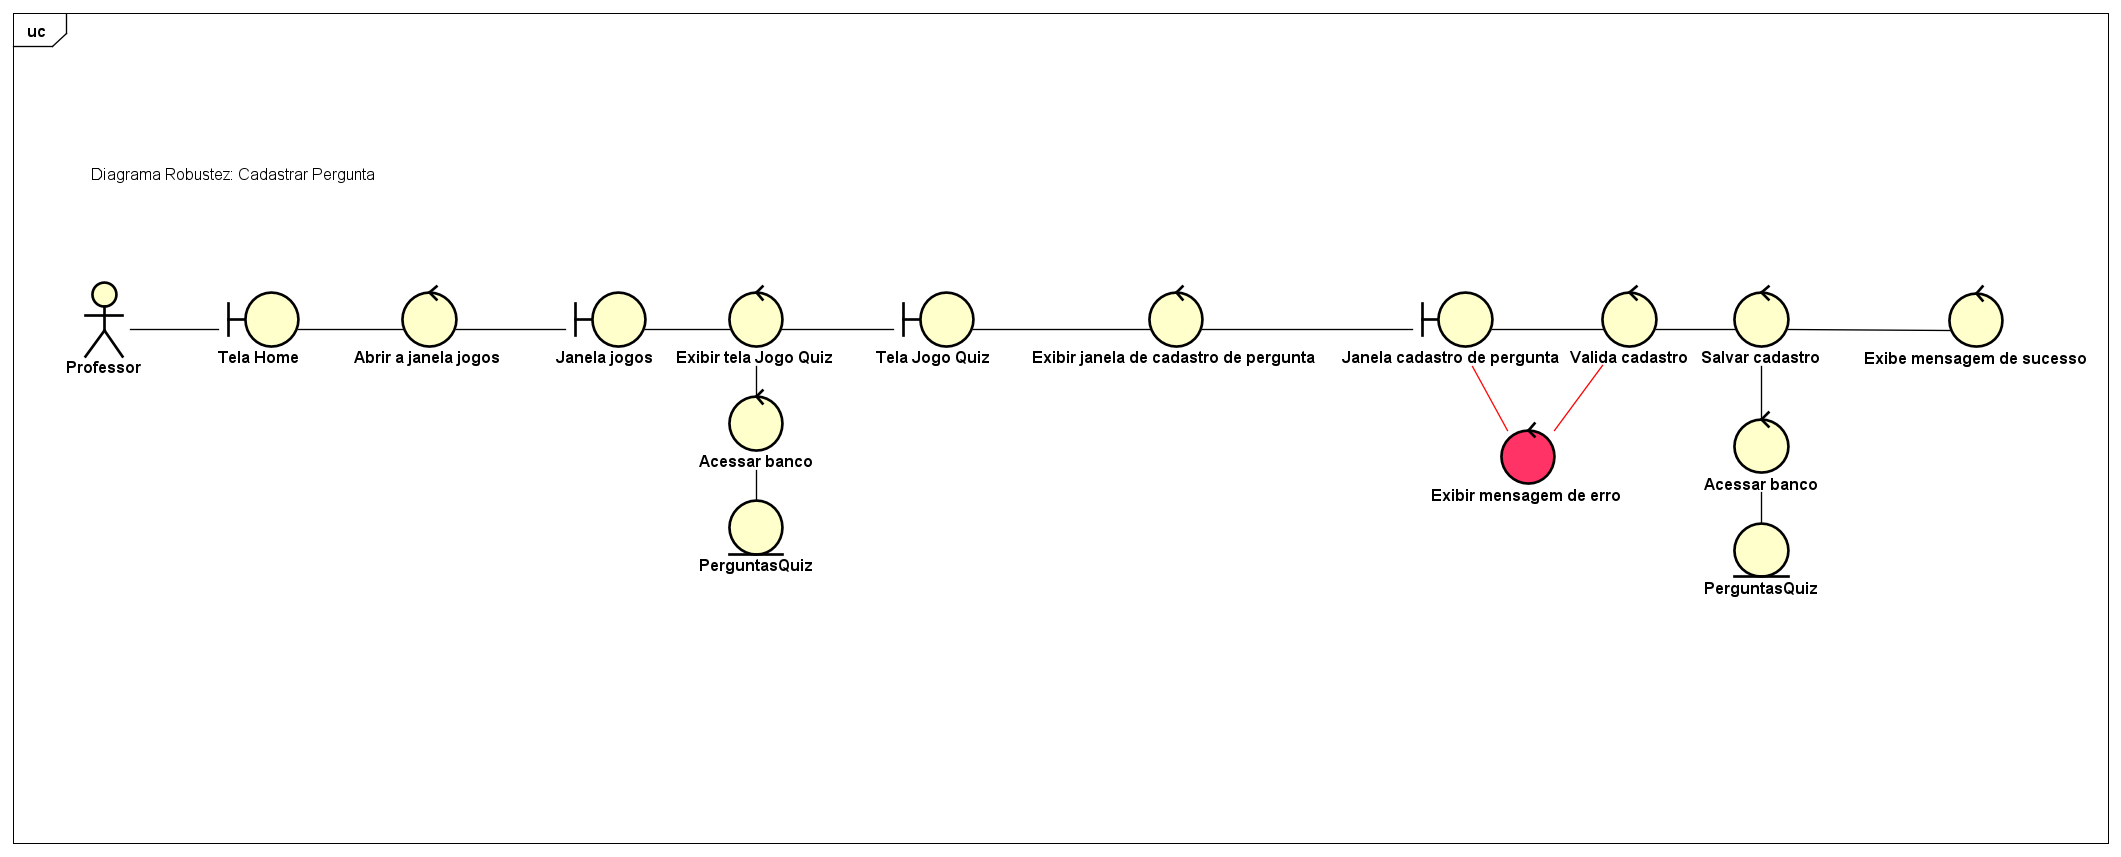 uc
Diagrama Robustez: Cadastrar Pergunta
Professor
Tela Home
Abrir a janela jogos
Janela jogos
Exibir tela Jogo Quiz
Tela Jogo Quiz
Exibir janela de cadastro de pergunta
Janela cadastro de pergunta
Valida cadastro
Salvar cadastro
Exibe mensagem de sucesso
Acessar banco
PerguntasQuiz
Exibir mensagem de erro
Acessar banco
PerguntasQuiz